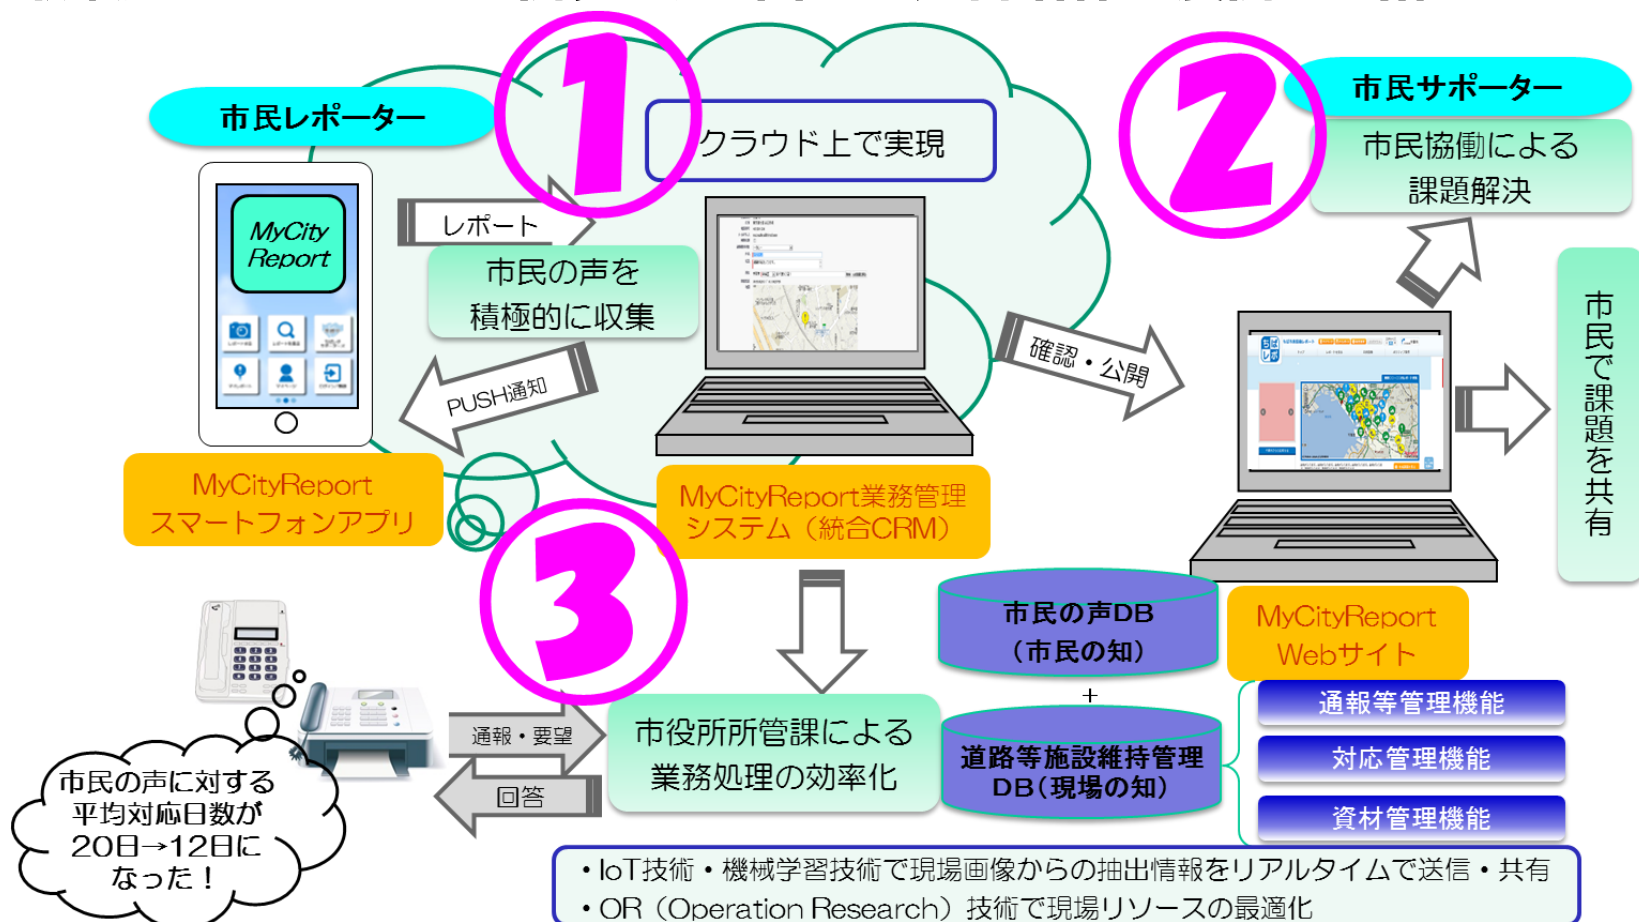 1
2
市民レポーター
クラウド上で実現
市民サポーター
市民協働による
課題解決
MyCity
Report
レポート
市民の声を
積極的に収集
PUSH通知
確認・公開
ちば
レポ
市民で課題を共有
MyCityReport
スマートフォンアプリ
MyCityReport業務管理
システム（統合CRM）
3
市民の声DB
（市民の知）
+
道路等施設維持管理
DB（現場の知）
MyCityReport
Webサイト
通報等管理機能
対応管理機能
資材管理機能
通報・要望
回答
市役所所管課による
業務処理の効率化
市民の声に対する
平均対応日数が
20日→12日に
なった！
・IoT技術・機械学習技術で現場画像からの抽出情報をリアルタイムで送信・共有
・OR（Operation Research）技術で現場リソースの最適化